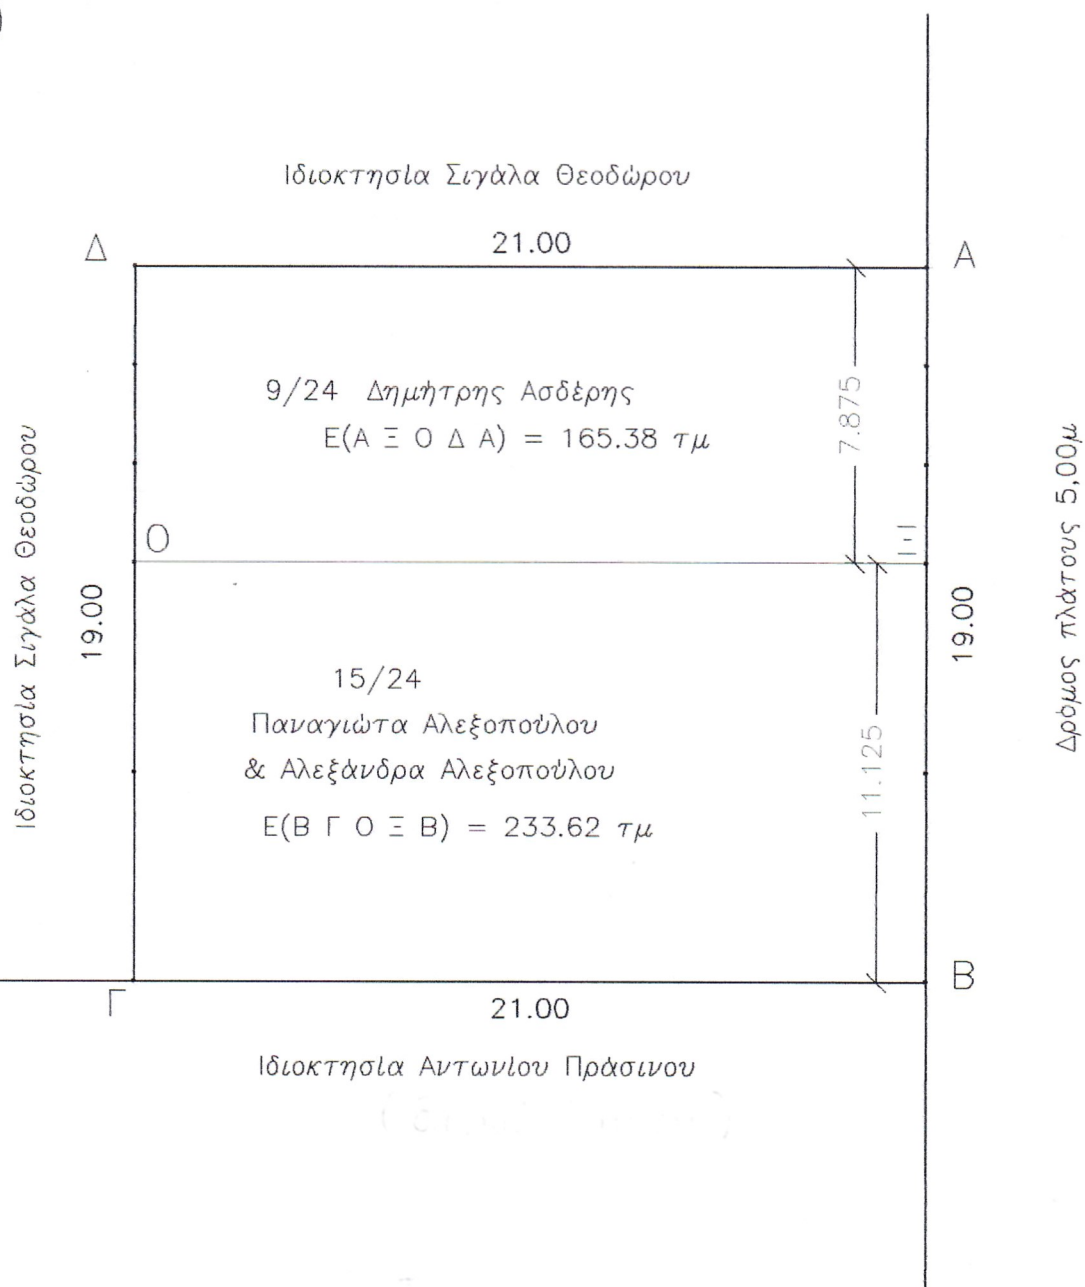 Ιδιοκτησία Σιγάλα Θεοδώρου
Δ
21.00
Α
9/24 Δημήτρης Ασδέρης
Ε(Α Ξ Ο Δ Α) = 165.38 τμ
7.875
Ιδιοκτησία Σιγάλα Θεοδώρου
19.00
Ο
Ξ
19.00
Δρόμος πλάτους 5,00μ
15/24
Παναγιώτα Αλεξοπούλου
& Αλεξάνδρα Αλεξοπούλου
Ε(Β Γ Ο Ξ Β) = 233.62 τμ
11.125
Γ
21.00
Β
Ιδιοκτησία Αντωνίου Πράσινου